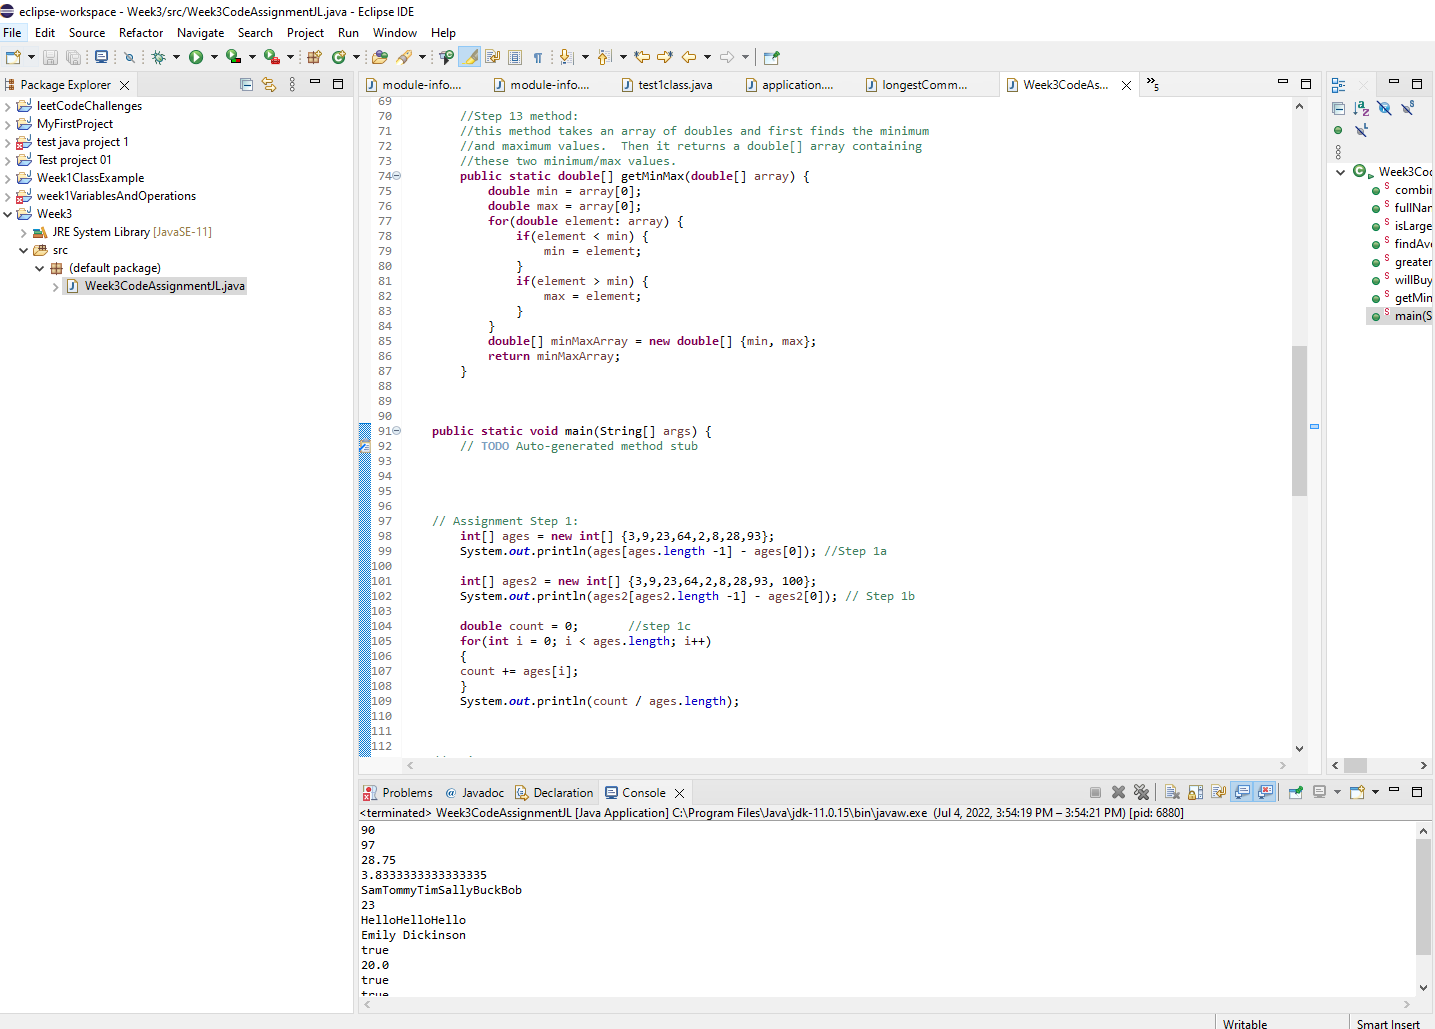 eclipse-workspace - Week3/src/Week3CodeAssignmentJL.java - Eclipse IDE
File Edit Source Refactor Navigate Search Project Run Window Help
Package Explorer
module-info....
module-info....
test1class.java
application....
longestComm...
Week3CodeAs...
5
leetCodeChallenges
MyFirstProject
test java project 1
Test project 01
Week1ClassExample
week1VariablesAndOperations
Week3
JRE System Library [JavaSE-11]
src
(default package)
Week3CodeAssignmentJL.java
69
70 //Step 13 method:
71 //this method takes an array of doubles and first finds the minimum
72 //and maximum values.  Then it returns a double[] array containing
73 //these two minimum/max values.
74 public static double[] getMinMax(double[] array) {
75 double min = array[0];
76 double max = array[0];
77 for(double element: array) {
78 if(element < min) {
79 min = element;
80 }
81 if(element > min) {
82 max = element;
83 }
84 }
85 double[] minMaxArray = new double[] {min, max};
86 return minMaxArray;
87 }
88
89
90
91 public static void main(String[] args) {
92 // TODO Auto-generated method stub
93
94
95
96
97 // Assignment Step 1:
98 int[] ages = new int[] {3,9,23,64,2,8,28,93};
99 System.out.println(ages[ages.length -1] - ages[0]); //Step 1a
100
101 int[] ages2 = new int[] {3,9,23,64,2,8,28,93, 100};
102 System.out.println(ages2[ages2.length -1] - ages2[0]); // Step 1b
103
104 double count = 0; //step 1c
105 for(int i = 0; i < ages.length; i++)
106 {
107 count += ages[i];
108 }
109 System.out.println(count / ages.length);
110
111
112
Week3Coc
combi
fullNar
isLarge
findAve
greater
willBuy
getMin
main(S
Problems Javadoc Declaration Console
<terminated> Week3CodeAssignmentJL [Java Application] C:\Program Files\Java\jdk-11.0.15\bin\javaw.exe (Jul 4, 2022, 3:54:19 PM – 3:54:21 PM) [pid: 6880]
90
97
28.75
3.8333333333333335
SamTommyTimSallyBuckBob
23
HelloHelloHello
Emily Dickinson
true
20.0
true
true
Writable
Smart Insert